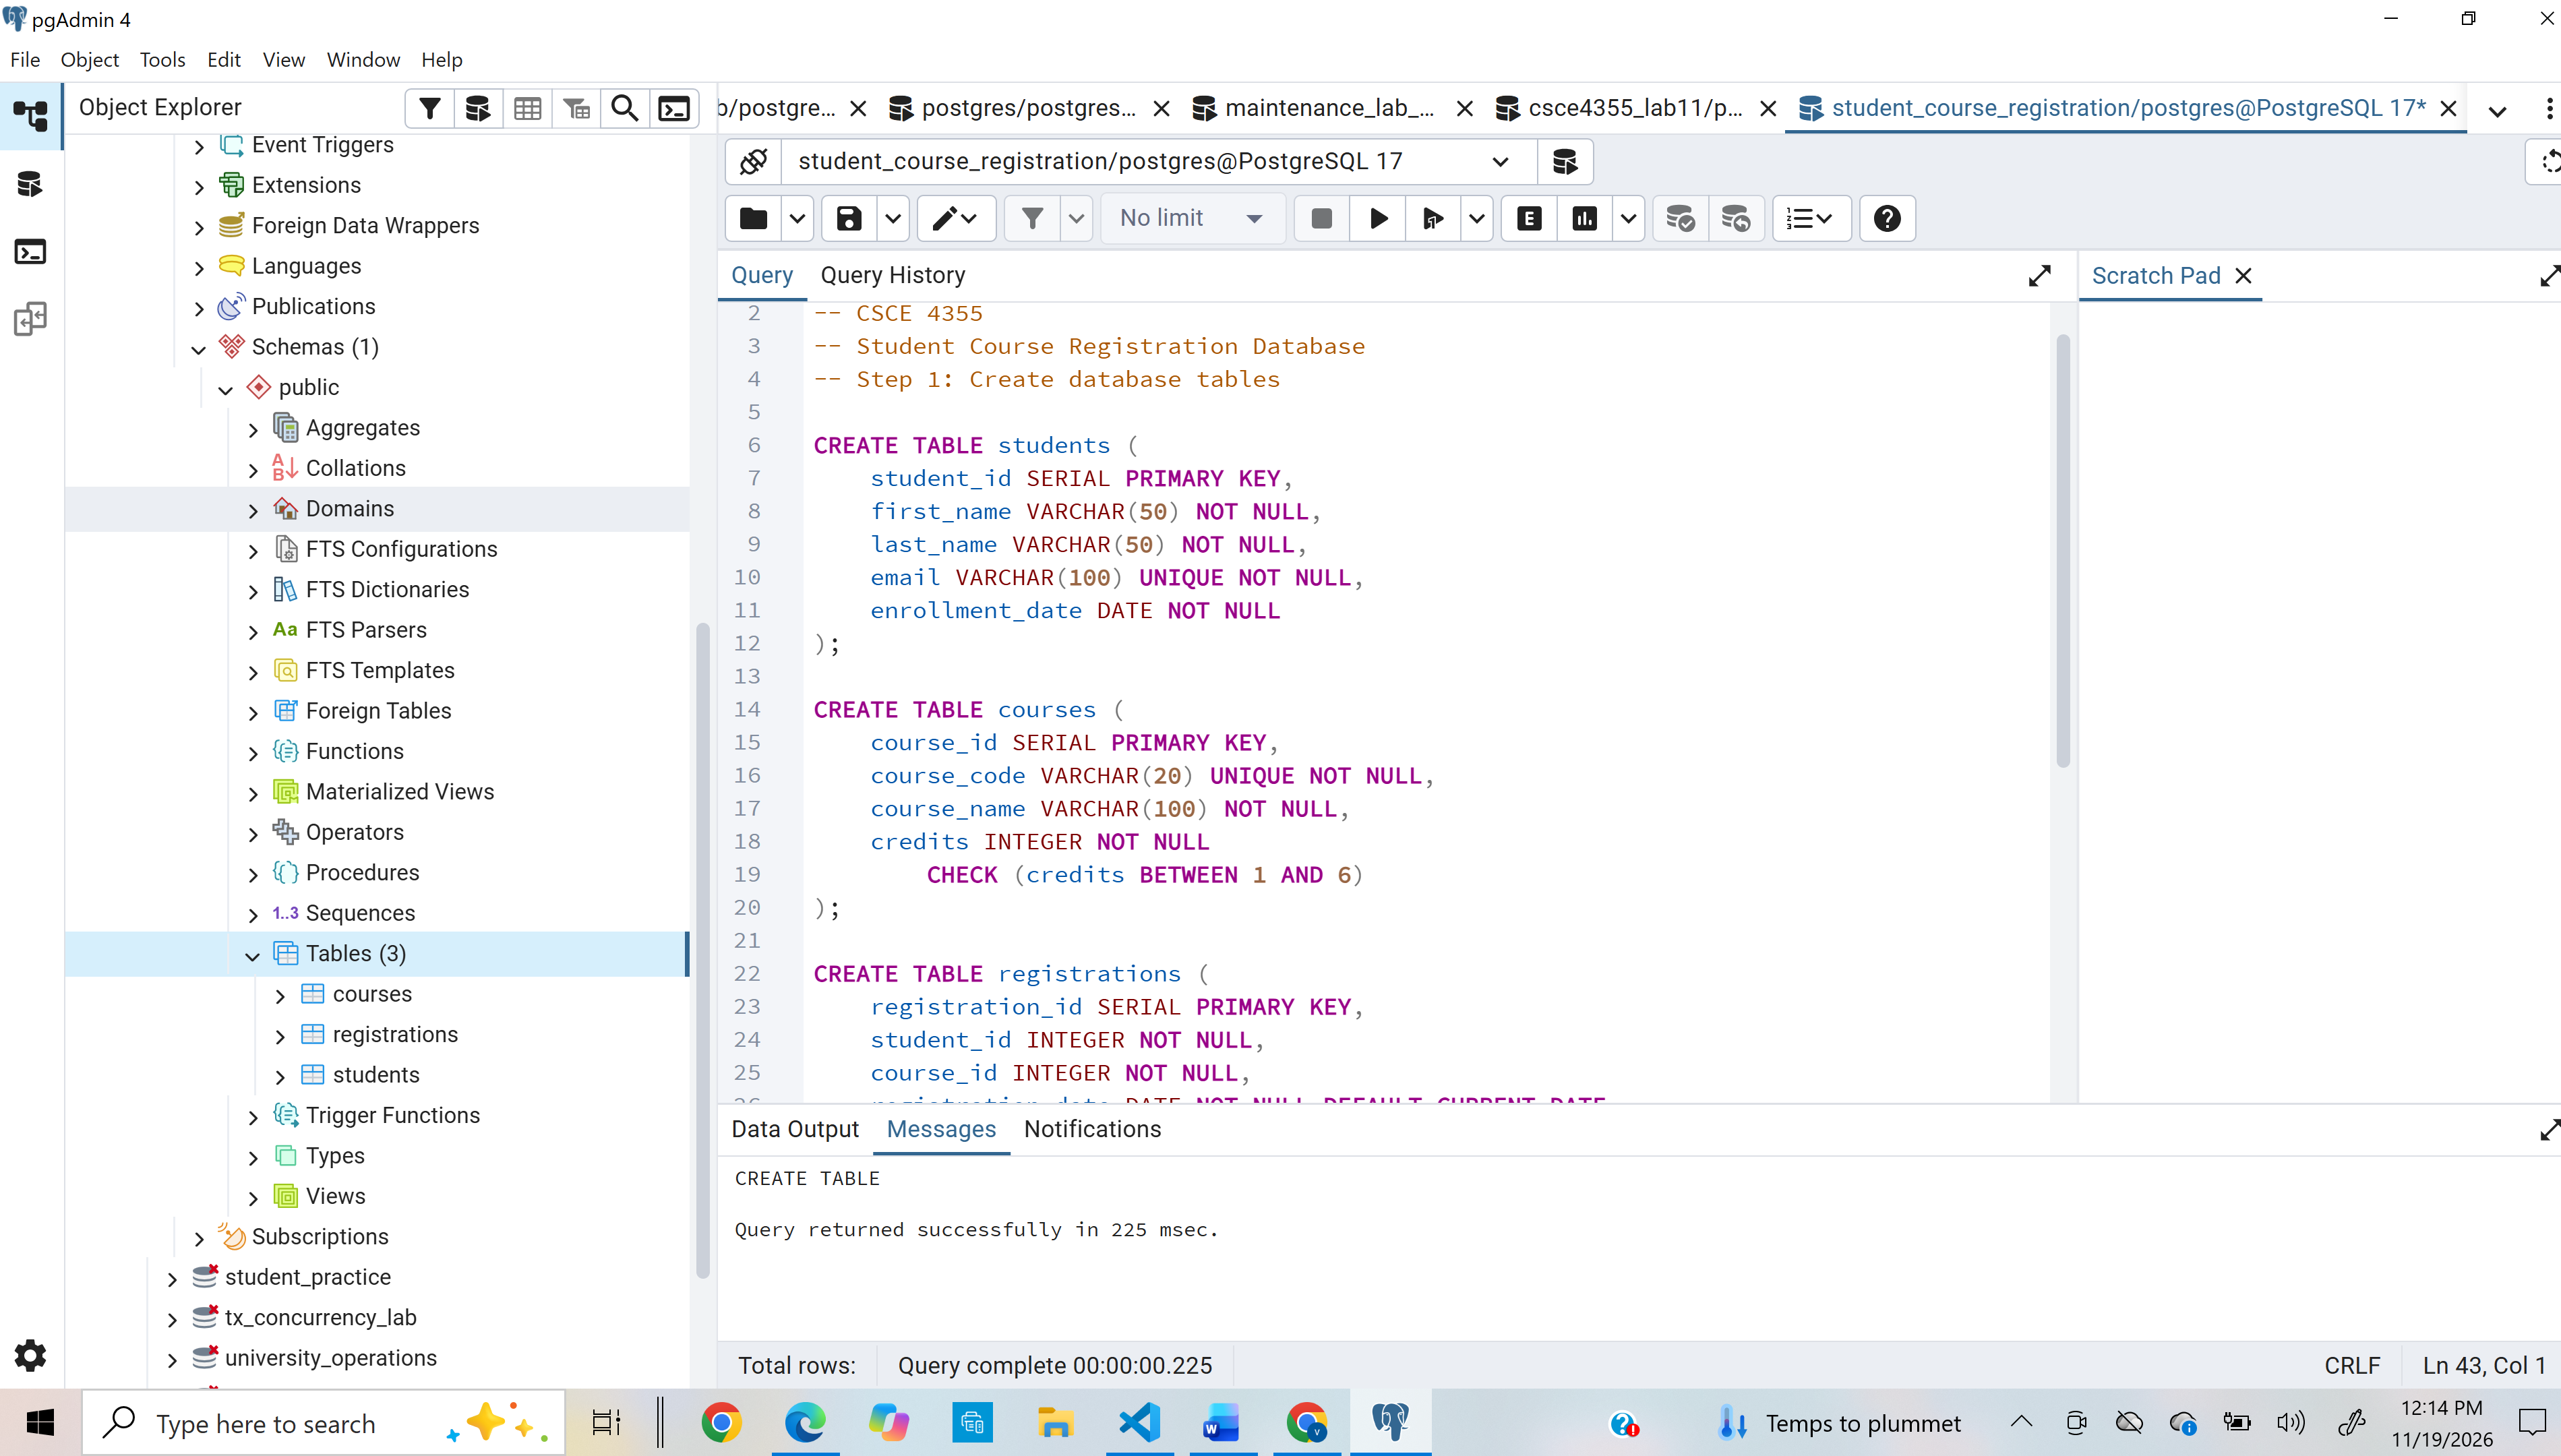 pgAdmin 4
File Object Tools Edit View Window Help
Object Explorer
Event Triggers
Extensions
Foreign Data Wrappers
Languages
Publications
Schemas (1)
public
Aggregates
Collations
Domains
FTS Configurations
FTS Dictionaries
Aa FTS Parsers
FTS Templates
Foreign Tables
Functions
Materialized Views
Operators
Procedures
1..3 Sequences
Tables (3)
courses
registrations
students
Trigger Functions
Types
Views
Subscriptions
student_practice
tx_concurrency_lab
university_operations
b/postgre... postgres/postgres... maintenance_lab_... csce4355_lab11/p... student_course_registration/postgres@PostgreSQL 17*
student_course_registration/postgres@PostgreSQL 17
No limit
E
Query Query History
Scratch Pad
2 -- CSCE 4355
3 -- Student Course Registration Database
4 -- Step 1: Create database tables
5
6 CREATE TABLE students (
7 student_id SERIAL PRIMARY KEY,
8 first_name VARCHAR(50) NOT NULL,
9 last_name VARCHAR(50) NOT NULL,
10 email VARCHAR(100) UNIQUE NOT NULL,
11 enrollment_date DATE NOT NULL
12 );
13
14 CREATE TABLE courses (
15 course_id SERIAL PRIMARY KEY,
16 course_code VARCHAR(20) UNIQUE NOT NULL,
17 course_name VARCHAR(100) NOT NULL,
18 credits INTEGER NOT NULL
19 CHECK (credits BETWEEN 1 AND 6)
20 );
21
22 CREATE TABLE registrations (
23 registration_id SERIAL PRIMARY KEY,
24 student_id INTEGER NOT NULL,
25 course_id INTEGER NOT NULL,
26 registration_date DATE NOT NULL DEFAULT CURRENT_DATE
Data Output Messages Notifications
CREATE TABLE
Query returned successfully in 225 msec.
Total rows: Query complete 00:00:00.225
CRLF Ln 43, Col 1
Type here to search
Temps to plummet
12:14 PM
11/19/2026